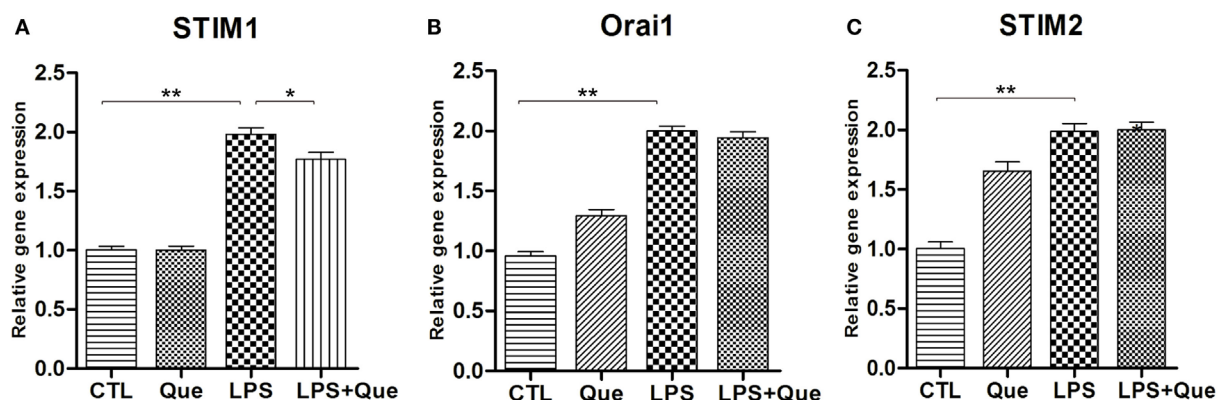 A
STIM1
Relative gene expression
2.5
2.0
1.5
1.0
0.5
0.0
**
*
CTL
Que
LPS
LPS+Que
B
Orai1
Relative gene expression
2.5
2.0
1.5
1.0
0.5
0.0
**
CTL
Que
LPS
LPS+Que
C
STIM2
Relative gene expression
2.5
2.0
1.5
1.0
0.5
0.0
**
*
CTL
Que
LPS
LPS+Que